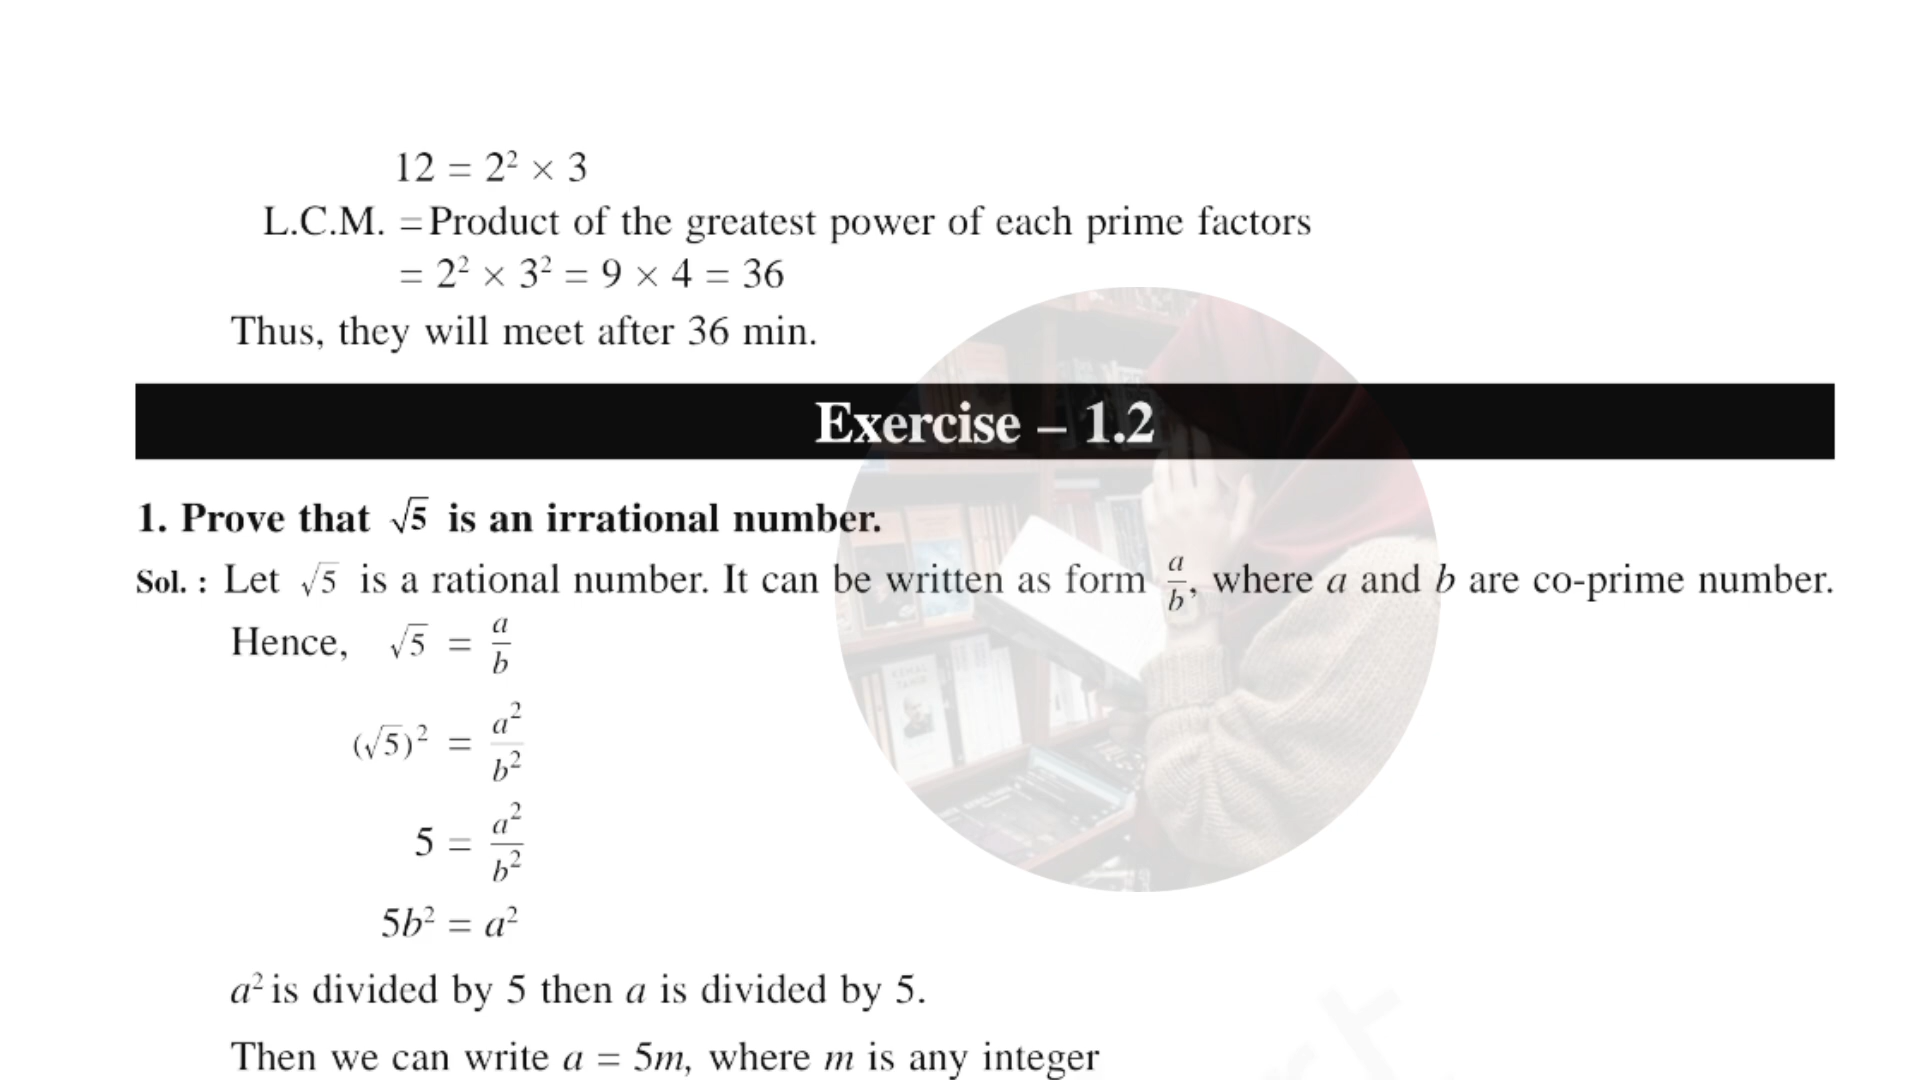 12 = 2² × 3
L.C.M. = Product of the greatest power of each prime factors
= 2² × 3² = 9 × 4 = 36
Thus, they will meet after 36 min.
Exercise – 1.2
1. Prove that √5 is an irrational number.
Sol. : Let √5 is a rational number. It can be written as form a/b, where a and b are co-prime number.
Hence, √5 = a/b
(√5)² = a²/b²
5 = a²/b²
5b² = a²
a² is divided by 5 then a is divided by 5.
Then we can write a = 5m, where m is any integer